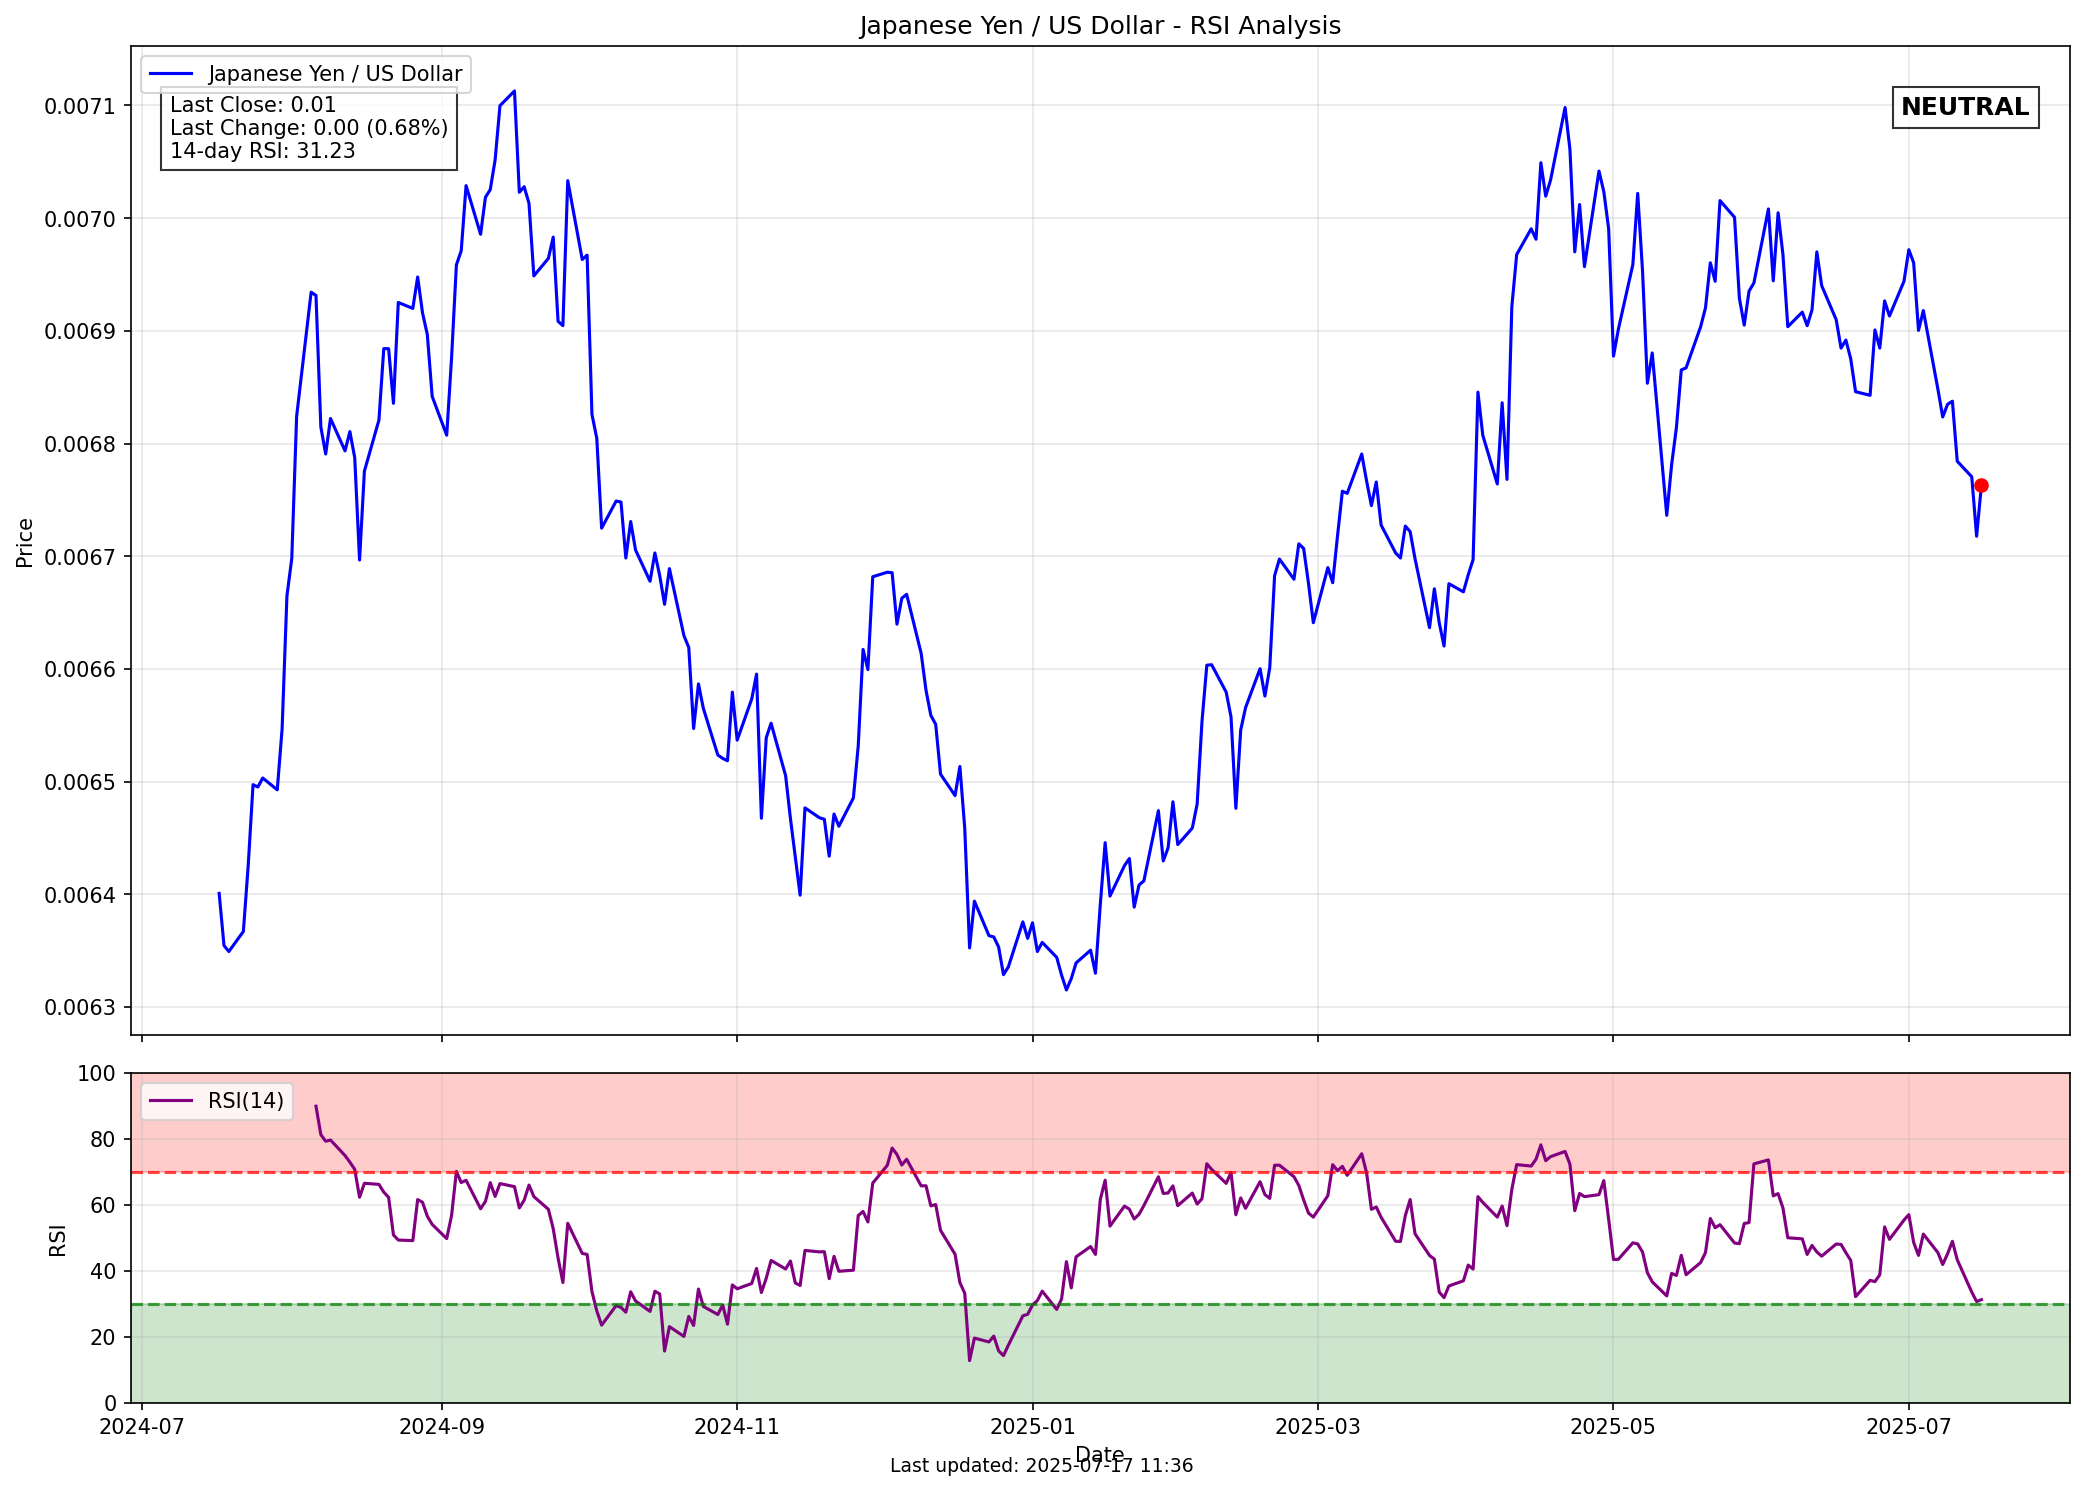 Japanese Yen / US Dollar - RSI Analysis
Japanese Yen / US Dollar
Last Close: 0.01
Last Change: 0.00 (0.68%)
14-day RSI: 31.23
NEUTRAL
0.0071
0.0070
0.0069
0.0068
0.0067
0.0066
0.0065
0.0064
0.0063
Price
RSI(14)
100
80
60
40
20
0
RSI
2024-07
2024-09
2024-11
2025-01
2025-03
2025-05
2025-07
Date
Last updated: 2025-07-17 11:36